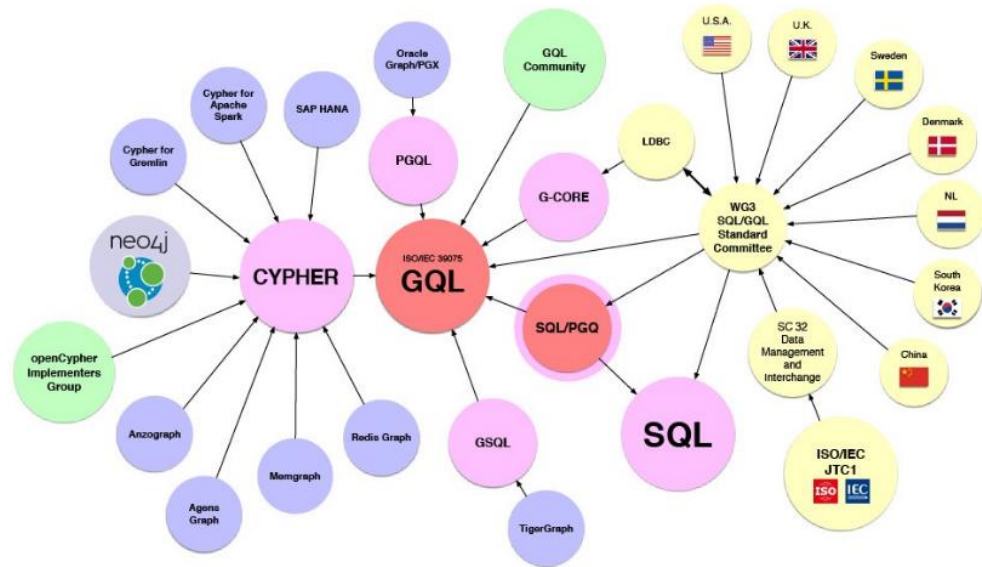 U.S.A.
U.K.
Sweden
Denmark
NL
South
Korea
China
Oracle
Graph/PGX
GQL
Community
Cypher for
Apache
Spark
SAP HANA
Cypher for
Gremlin
PGQL
LDBC
G-CORE
WG3
SQL/GQL
Standard
Committee
neo4j
CYPHER
ISO/IEC 39075
GQL
SQL/PGQ
SC 32
Data
Management
and
Interchange
openCypher
Implementers
Group
Anzograph
Agens
Graph
Memgraph
Redis Graph
GSQL
TigerGraph
SQL
ISO/IEC
JTC1
ISO
IEC